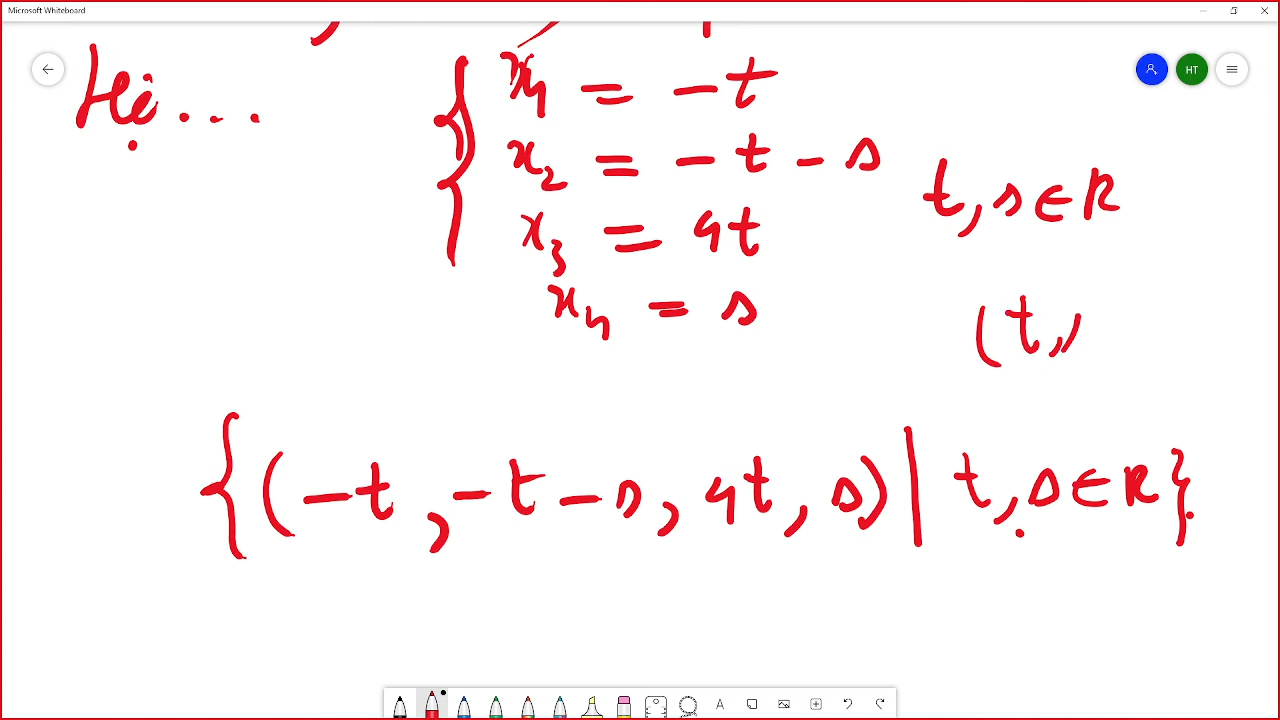 Microsoft Whiteboard
HT
Hệ...
x₁ = -t
x₂ = -t - s
t, s ∈ R
x₃ = 4t
x₄ = s
(t,
{(-t, -t - s, 4t, s) | t, s ∈ R}
A